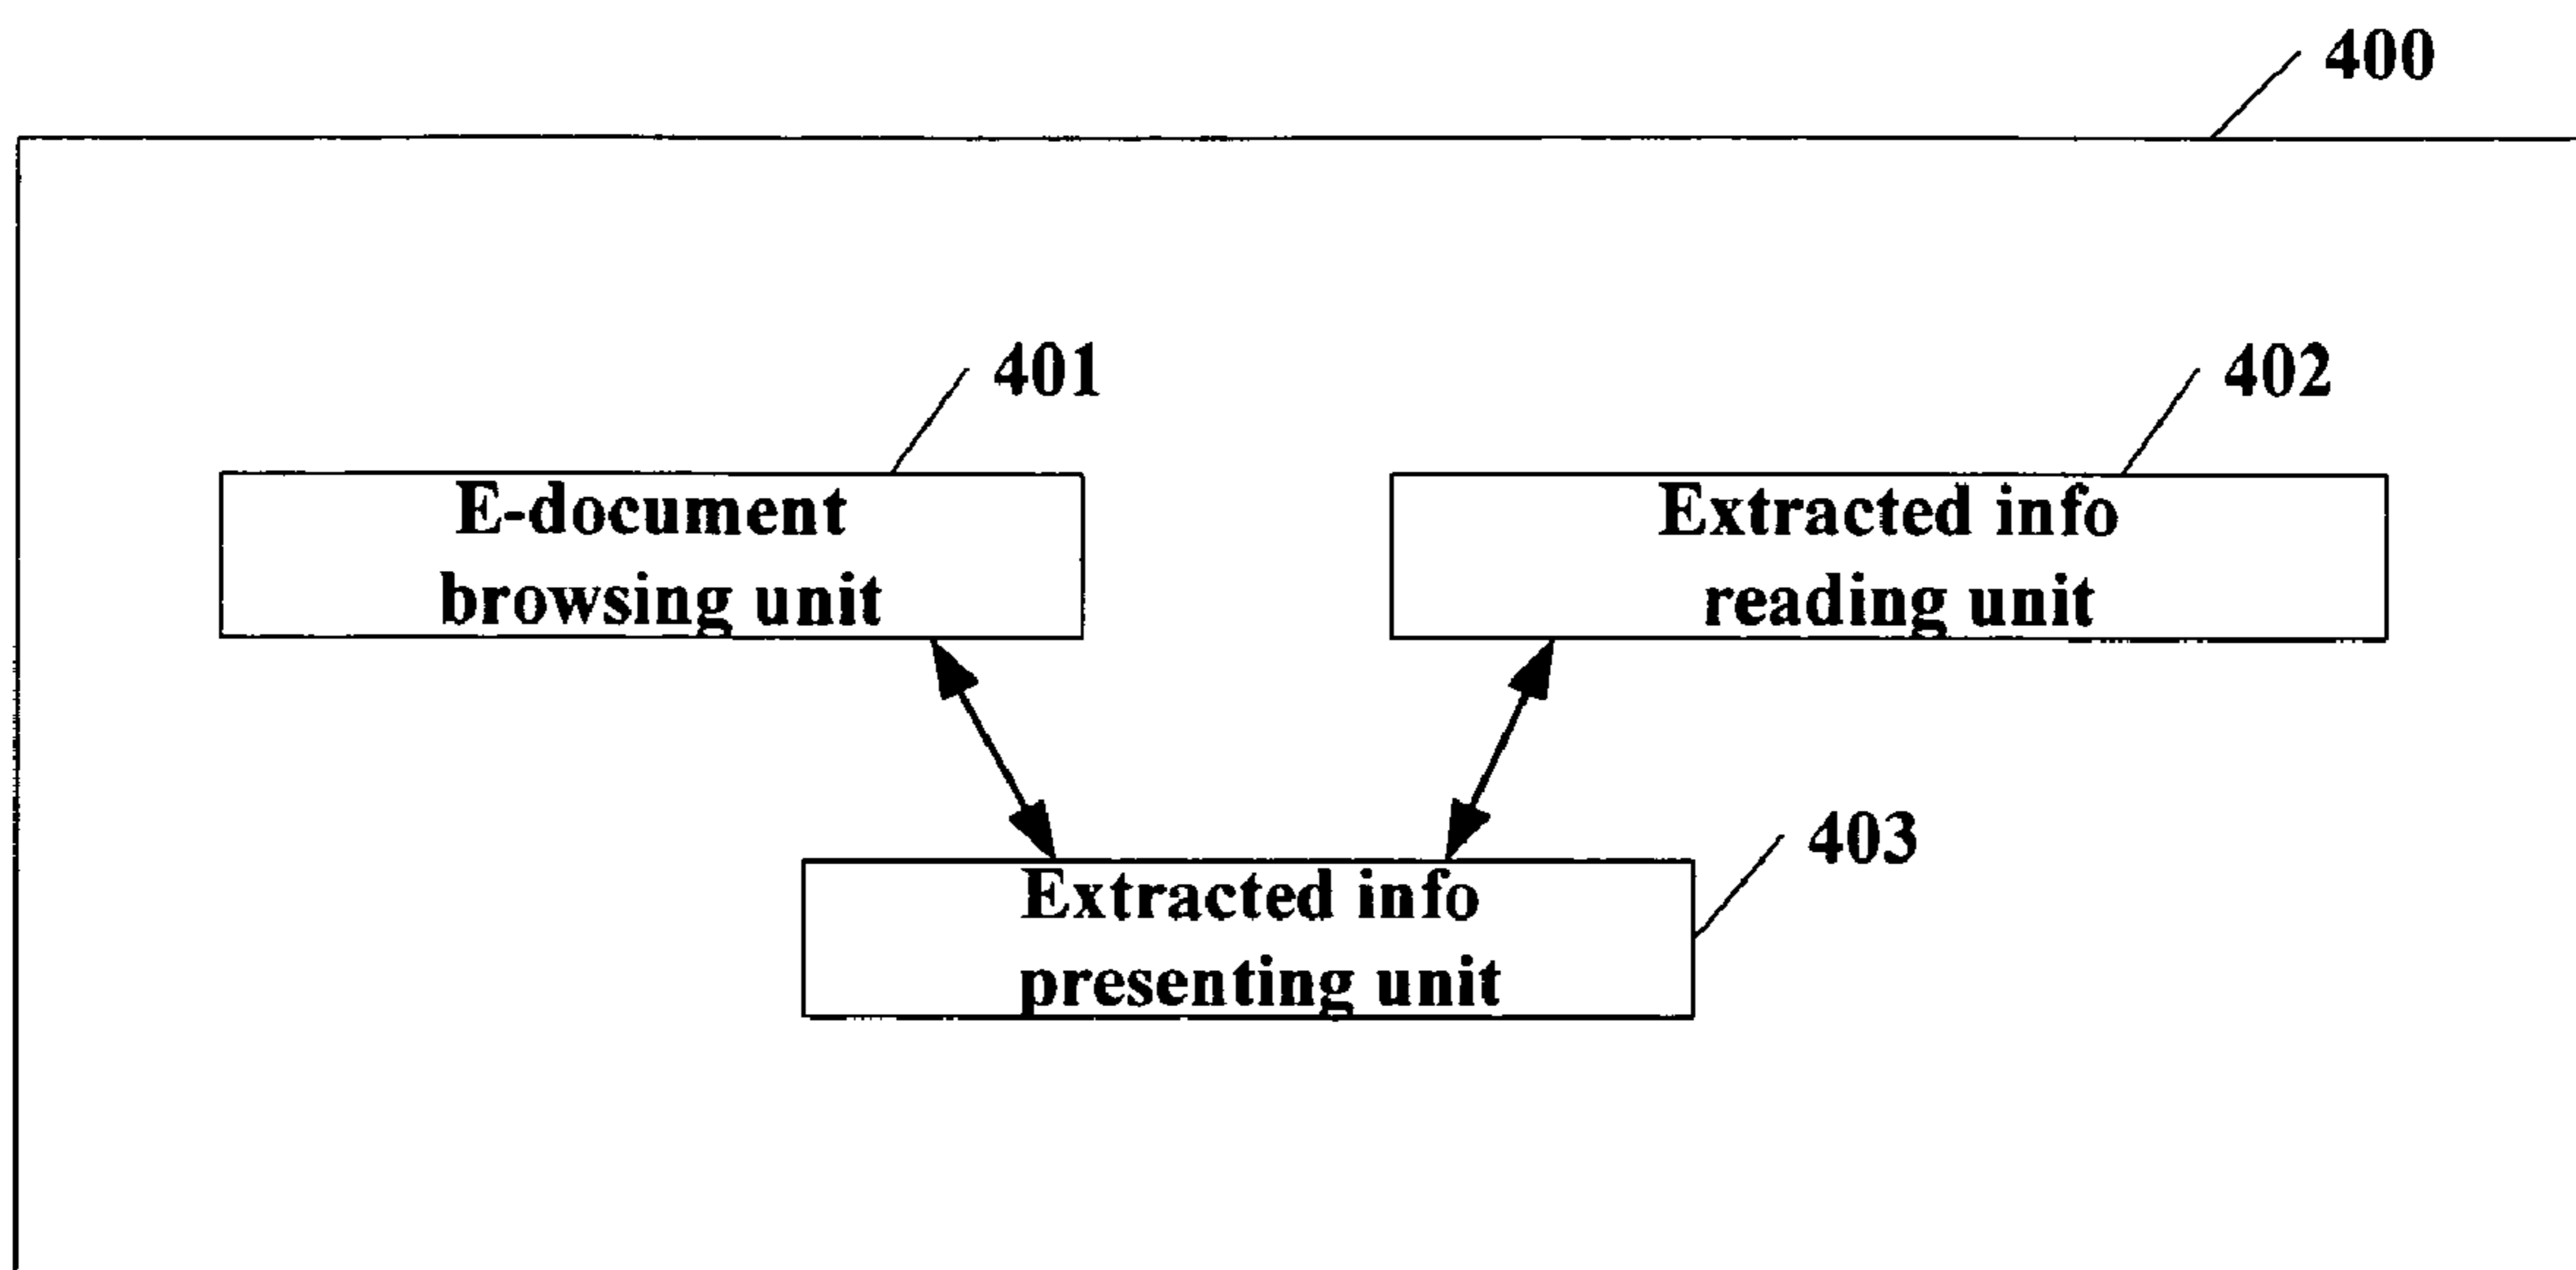 400
401
402
E-document
browsing unit
Extracted info
reading unit
403
Extracted info
presenting unit